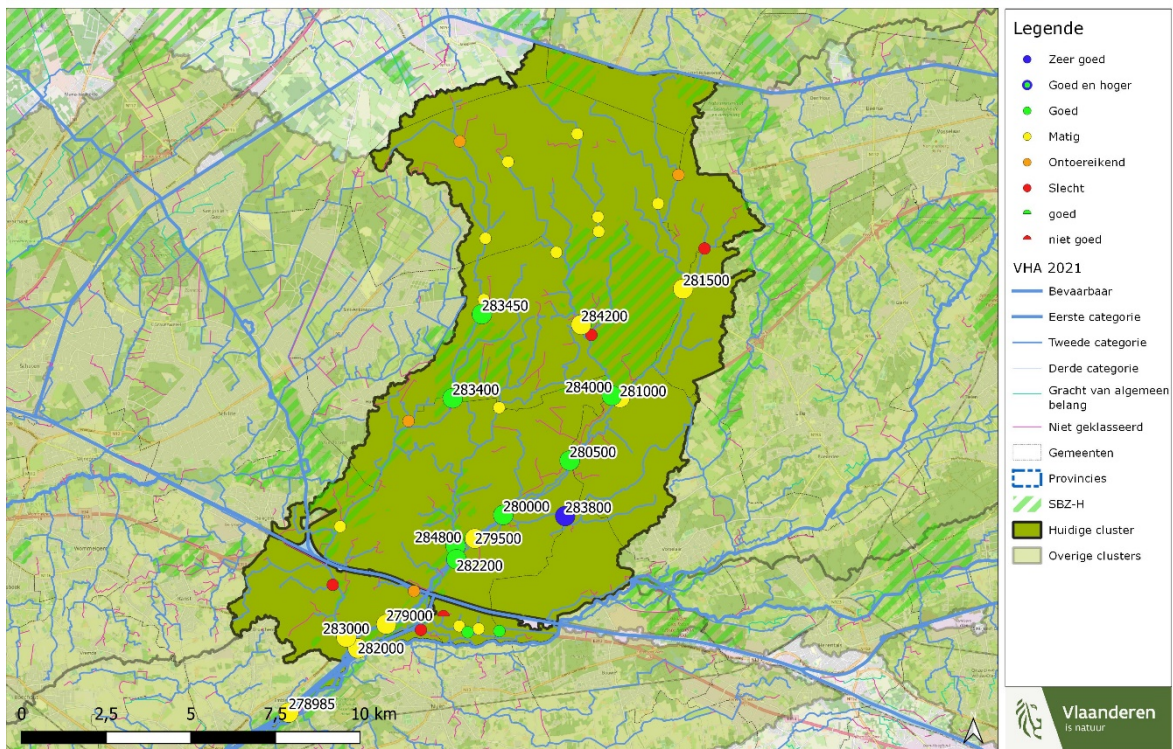 281500
283450
284200
283400
284000
281000
280500
280000
283800
284800
279500
282200
279000
283000
282000
278985
0
2,5
5
7,5
10 km
Legende
Zeer goed
Goed en hoger
Goed
Matig
Ontoereikend
Slecht
goed
niet goed
VHA 2021
Bevaarbaar
Eerste categorie
Tweede categorie
Derde categorie
Gracht van algemeen
belang
Niet geklasseerd
Gemeenten
Provincies
SBZ-H
Huidige cluster
Overige clusters
Vlaanderen
is natuur